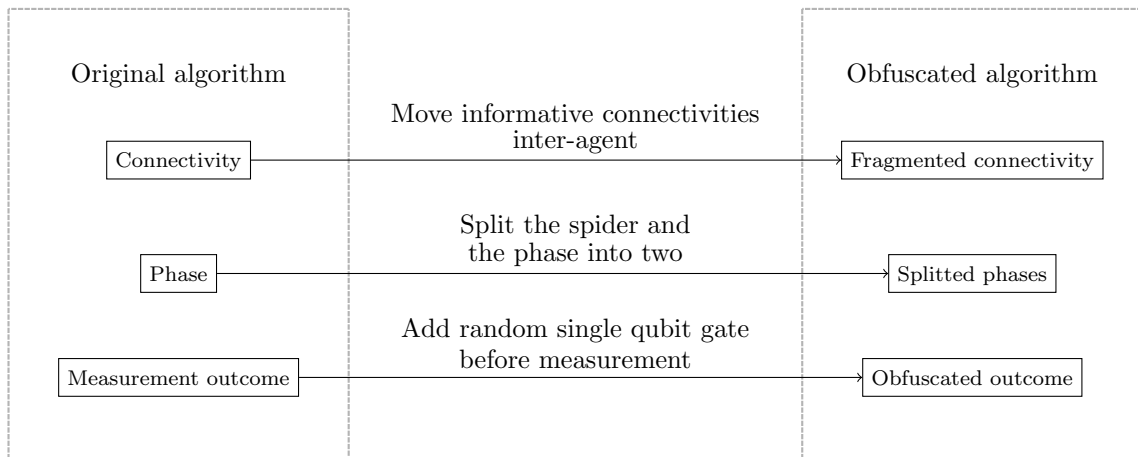 Original algorithm
Obfuscated algorithm
Move informative connectivities
inter-agent
Connectivity
Fragmented connectivity
Split the spider and
the phase into two
Phase
Splitted phases
Add random single qubit gate
before measurement
Measurement outcome
Obfuscated outcome